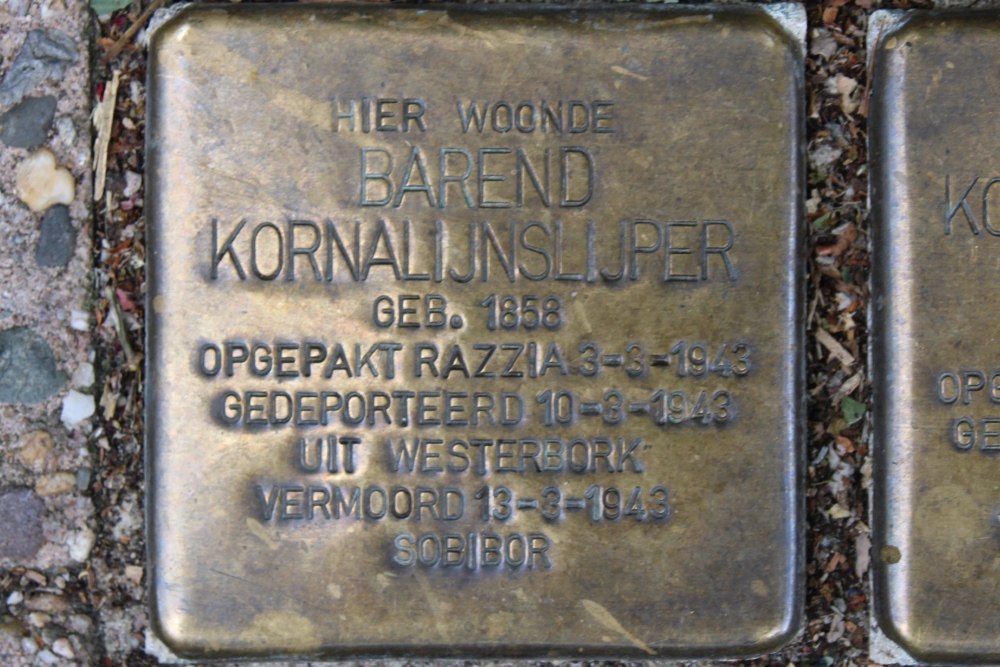 HIER WOONDE
BAREND
KORNALIJNSLIJPER
GEB. 1858
OPGEPAKT RAZZIA 3-3-1943
GEDEPORTEERD 10-3-1943
UIT WESTERBORK
VERMOORD 13-3-1943
SOBIBOR